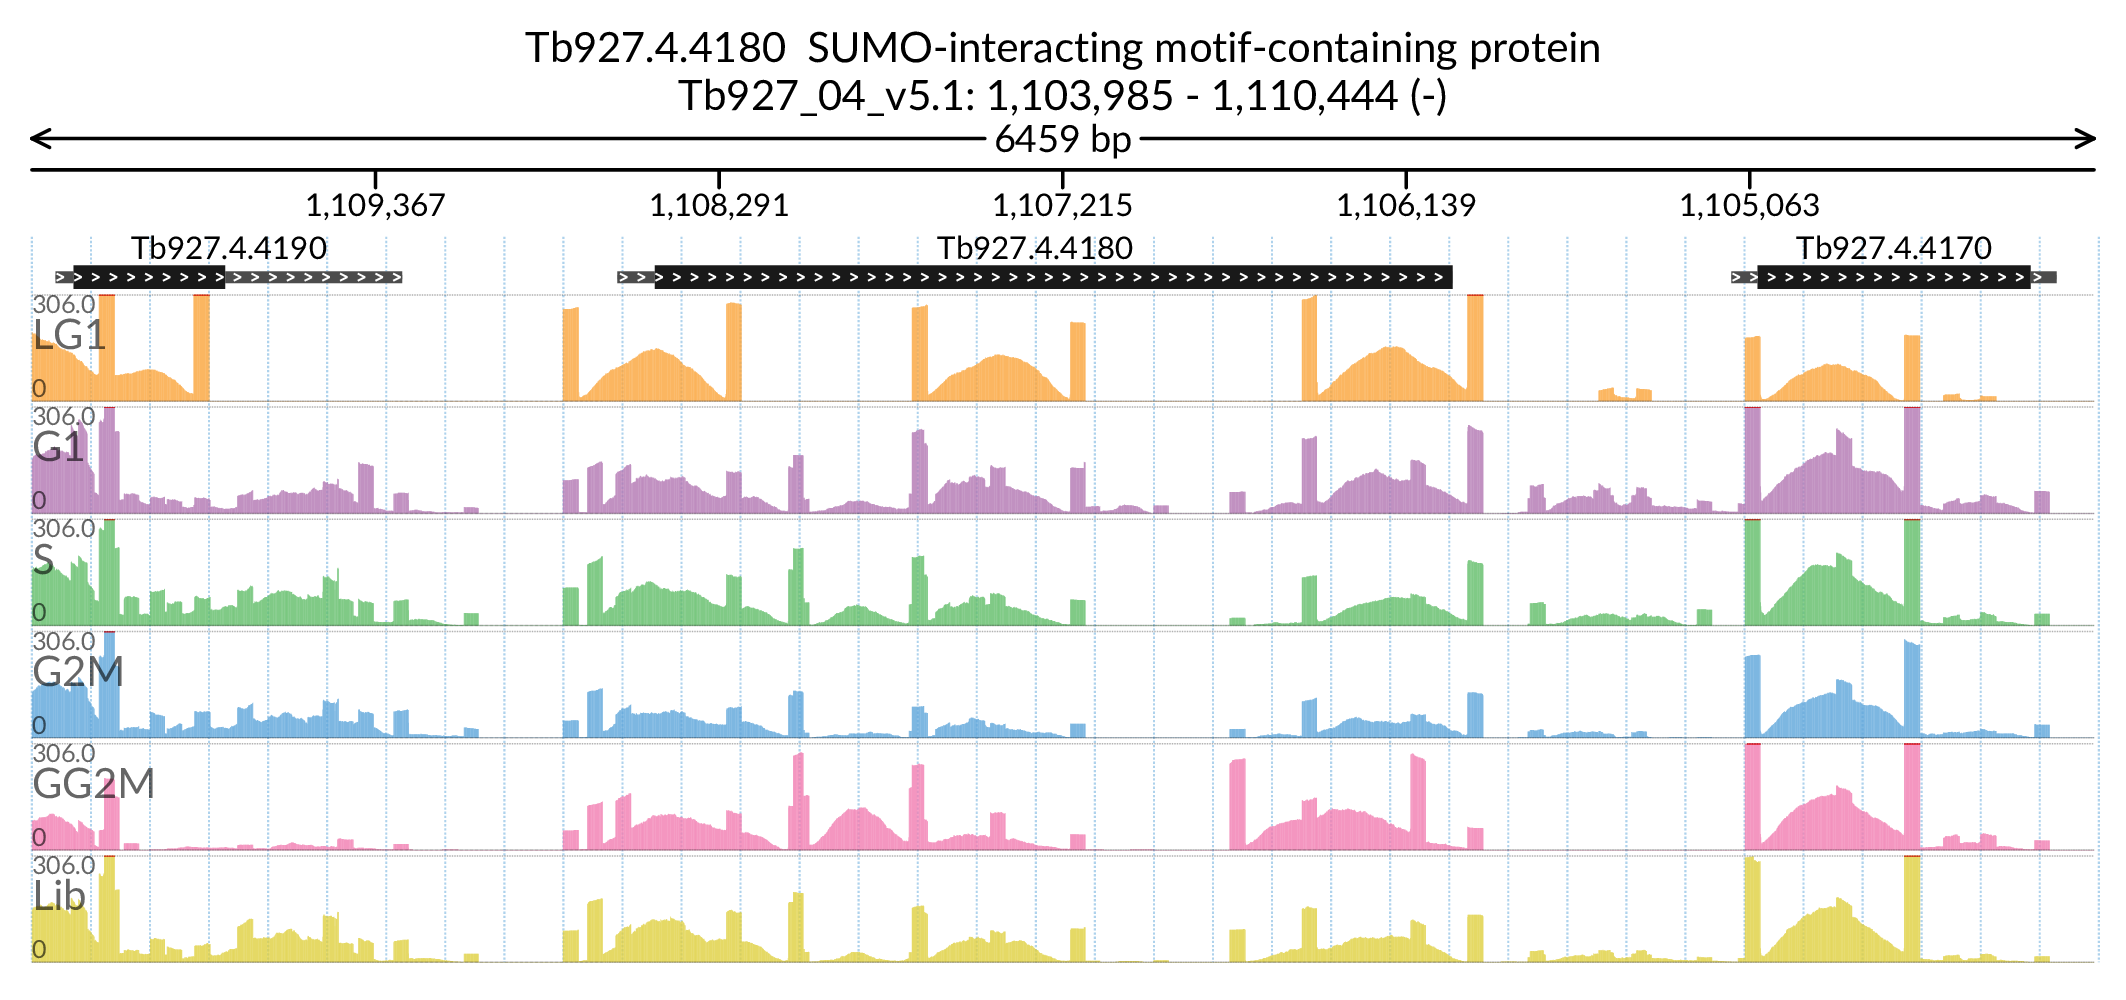 Tb927.4.4180  SUMO-interacting motif-containing protein
Tb927_04_v5.1: 1,103,985 - 1,110,444 (-)
6459 bp
1,109,367 1,108,291 1,107,215 1,106,139 1,105,063
Tb927.4.4190 Tb927.4.4180 Tb927.4.4170
306.0
LG1
0
306.0
G1
0
306.0
S
0
306.0
G2M
0
306.0
GG2M
0
306.0
Lib
0